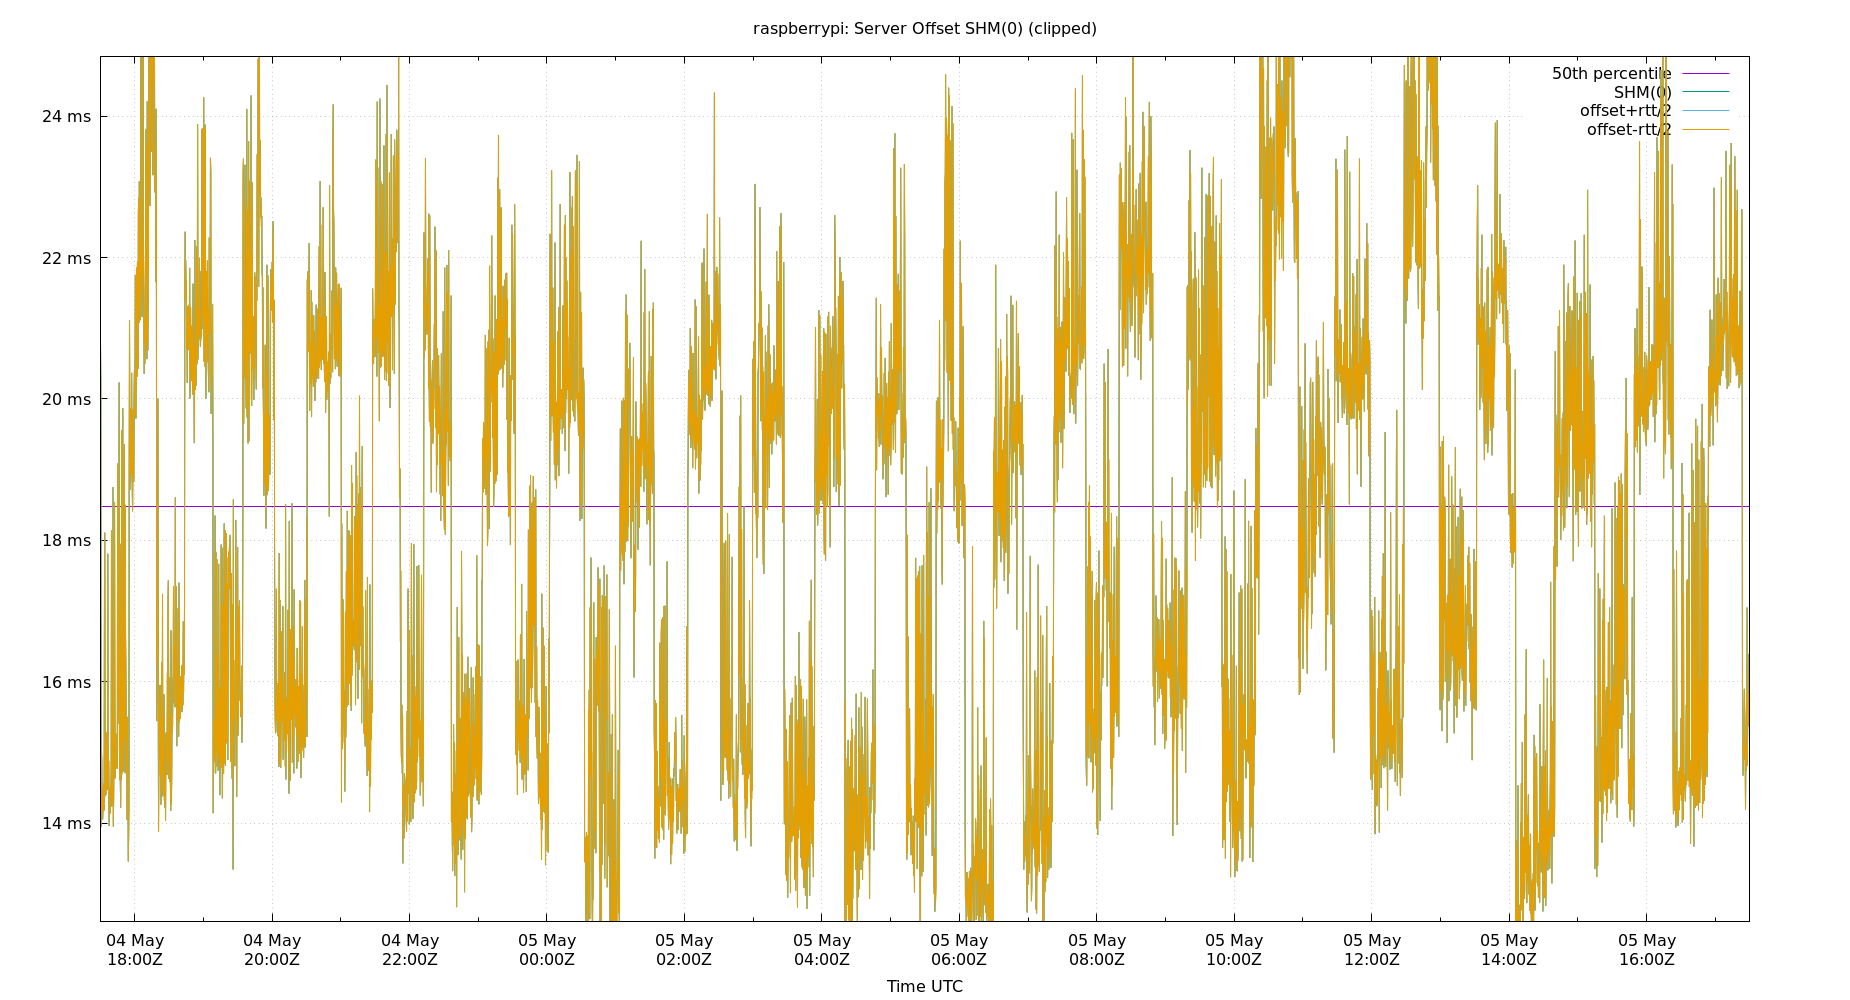 raspberrypi: Server Offset SHM(0) (clipped)
50th percentile
SHM(0)
offset+rtt/2
offset-rtt/2
24 ms
22 ms
20 ms
18 ms
16 ms
14 ms
04 May 04 May 04 May 05 May 05 May 05 May 05 May 05 May 05 May 05 May 05 May 05 May
18:00Z 20:00Z 22:00Z 00:00Z 02:00Z 04:00Z 06:00Z 08:00Z 10:00Z 12:00Z 14:00Z 16:00Z
Time UTC